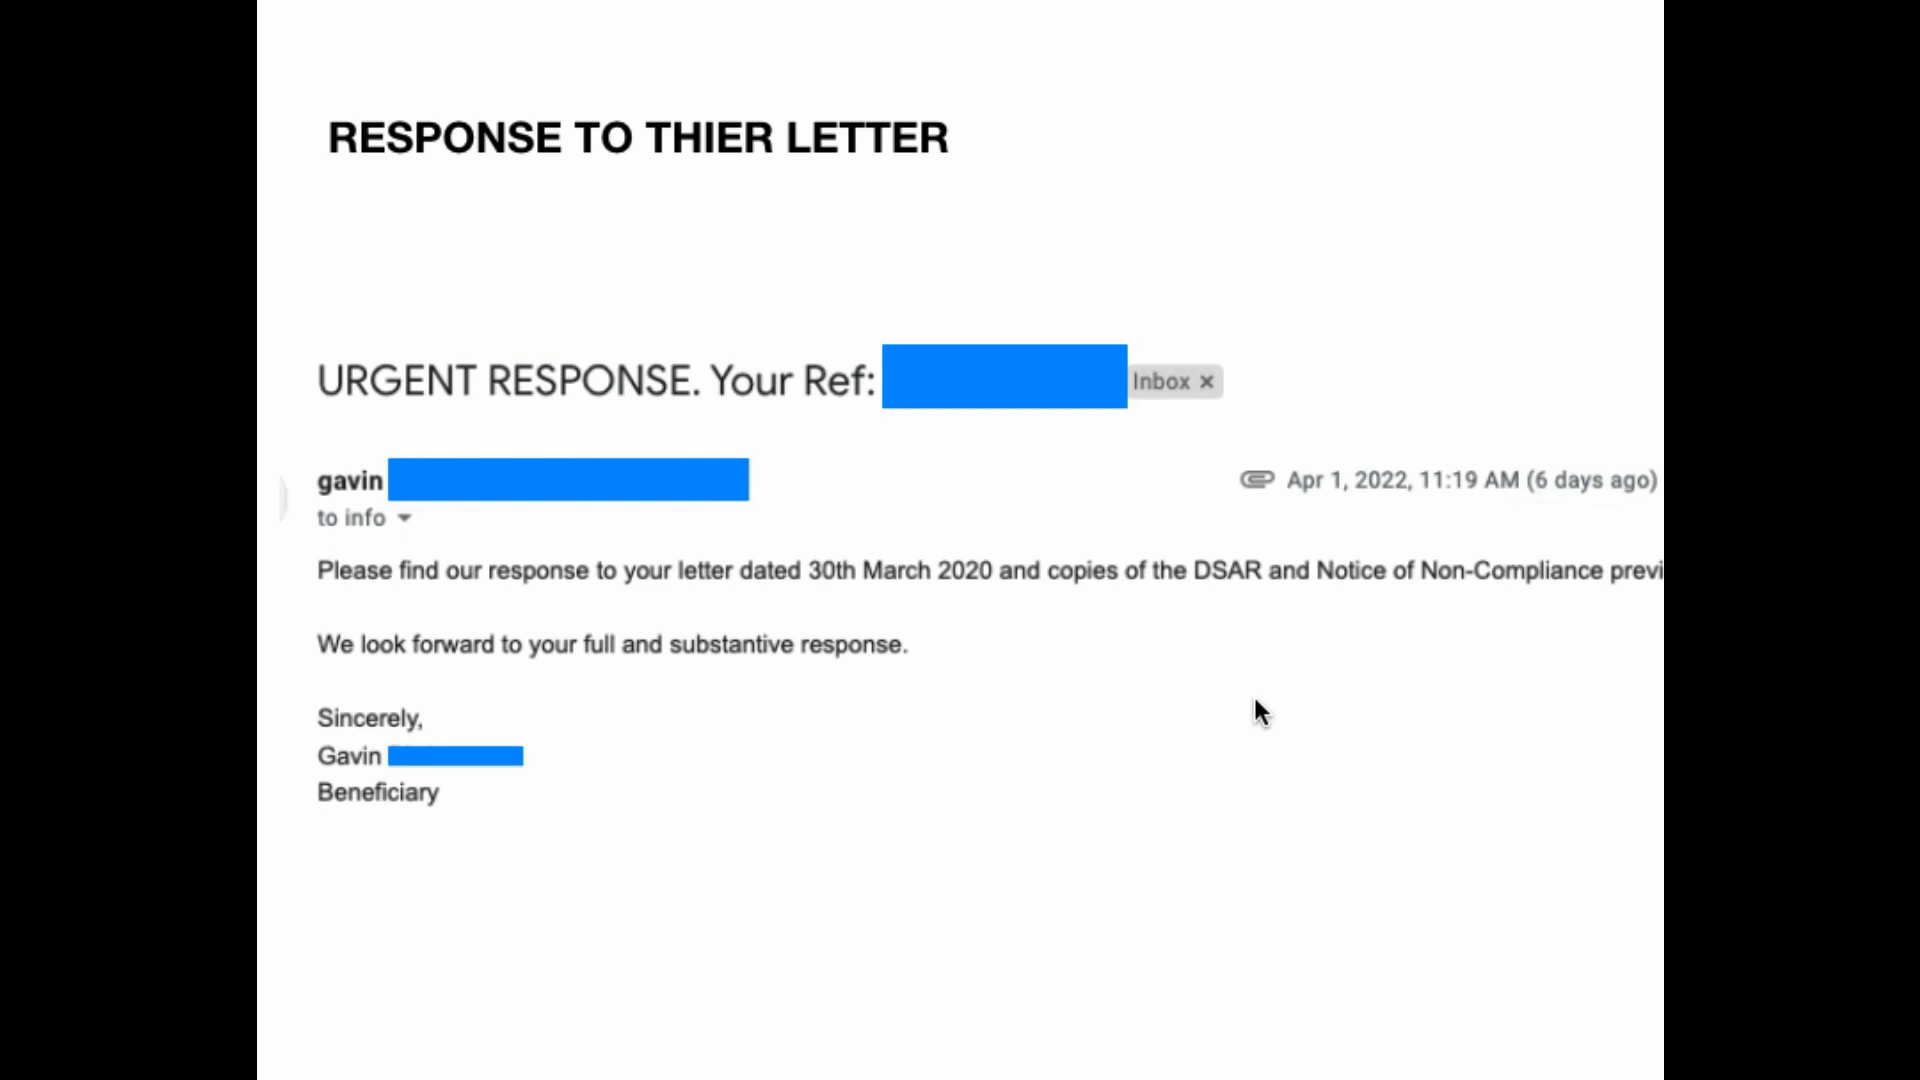 RESPONSE TO THIER LETTER
URGENT RESPONSE. Your Ref: Inbox ×
gavin Apr 1, 2022, 11:19 AM (6 days ago)
to info
Please find our response to your letter dated 30th March 2020 and copies of the DSAR and Notice of Non-Compliance previ
We look forward to your full and substantive response.
Sincerely,
Gavin
Beneficiary